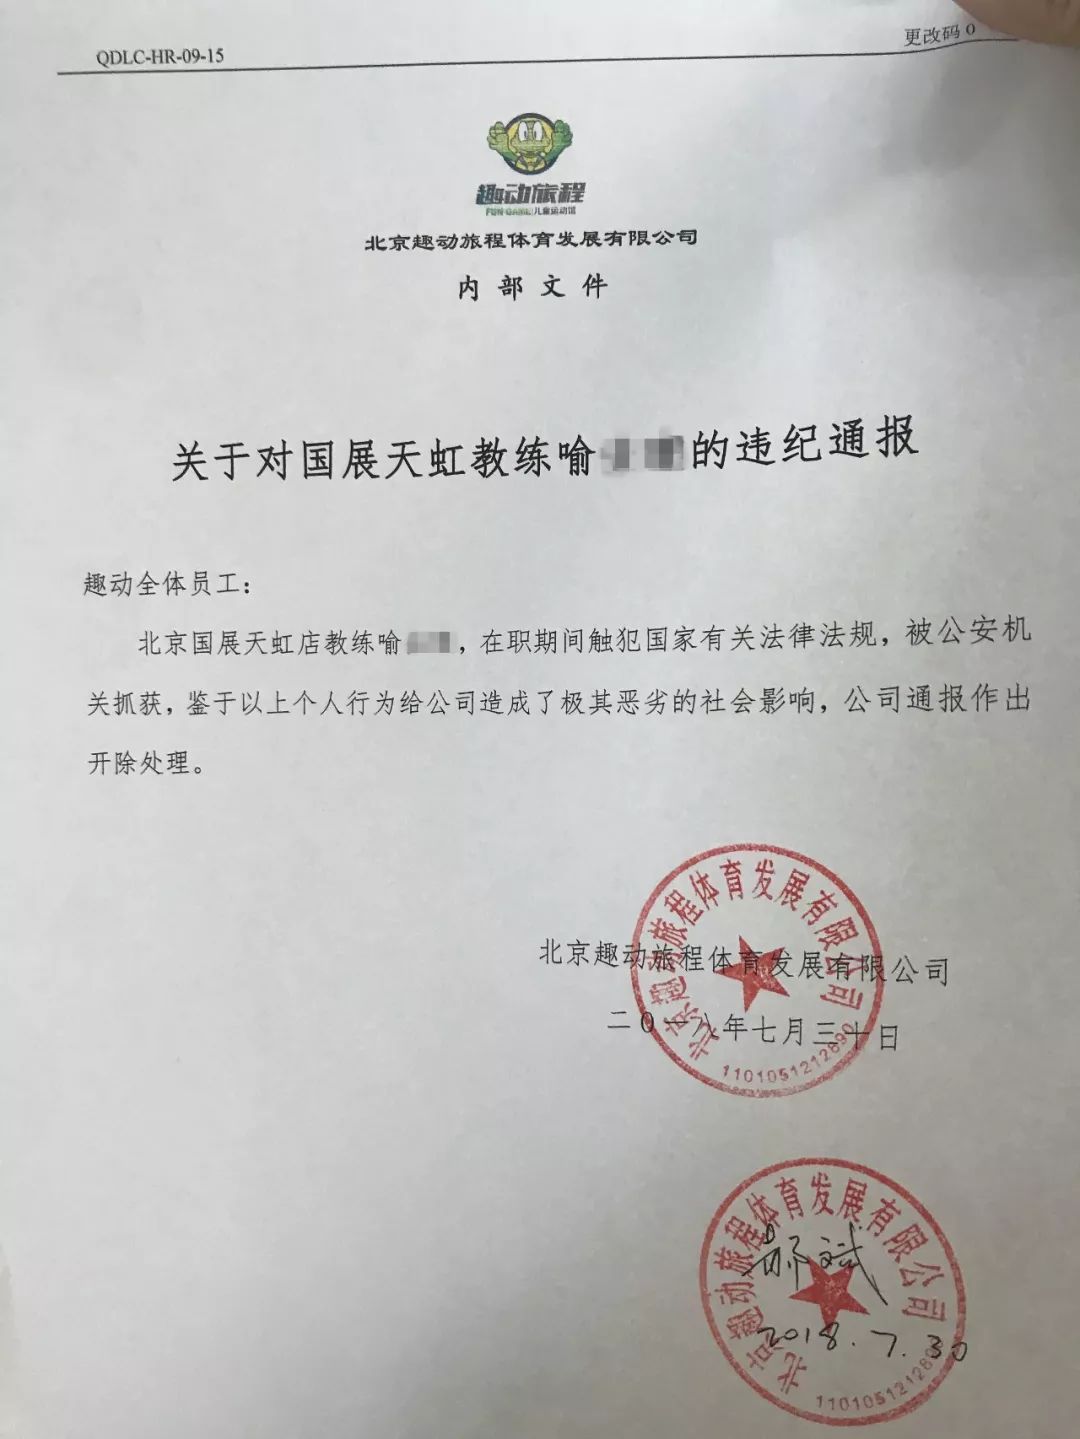 QDLC-HR-09-15
更改码 0
趣动旅程
FUN GAME 儿童运动馆
北京趣动旅程体育发展有限公司
内部文件
关于对国展天虹教练喻 的违纪通报
趣动全体员工：
北京国展天虹店教练喻 ，在职期间触犯国家有关法律法规，被公安机
关抓获，鉴于以上个人行为给公司造成了极其恶劣的社会影响，公司通报作出
开除处理。
北京趣动旅程体育发展有限公司
二〇一八年七月三十日
北京趣动旅程体育发展有限公司
1101051212890
北京趣动旅程体育发展有限公司
斌
2018.7.30
110105121289